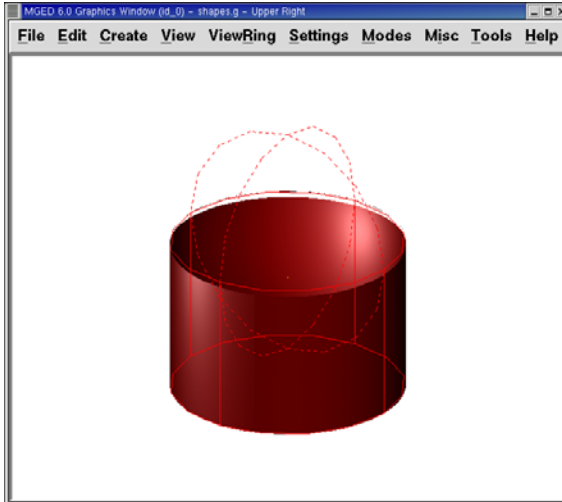 MGED 6.0 Graphics Window (id_0) - shapes.g - Upper Right
File Edit Create View ViewRing Settings Modes Misc Tools Help